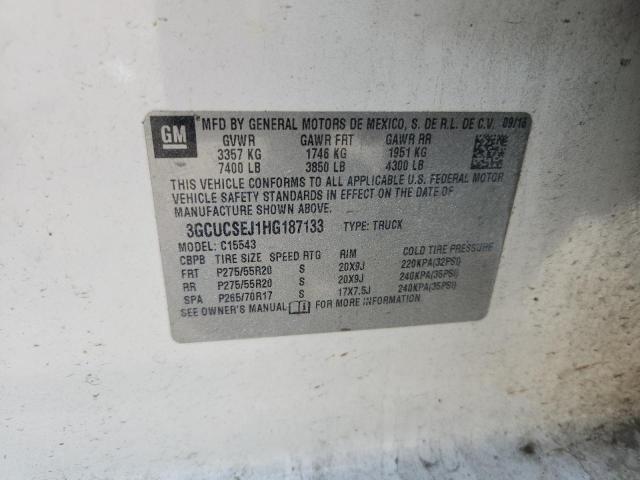 GM MFD BY GENERAL MOTORS DE MEXICO, S. DE R.L. DE C.V. 09/16
GVWR GAWR FRT GAWR RR
3357 KG 1746 KG 1951 KG
7400 LB 3850 LB 4300 LB
THIS VEHICLE CONFORMS TO ALL APPLICABLE U.S. FEDERAL MOTOR
VEHICLE SAFETY STANDARDS IN EFFECT ON THE DATE OF
MANUFACTURE SHOWN ABOVE.
3GCUCSEJ1HG187133 TYPE: TRUCK
MODEL: C15543
CBPB TIRE SIZE SPEED RTG RIM COLD TIRE PRESSURE
FRT P275/55R20 S 20X9J 220KPA(32PSI)
RR P275/55R20 S 20X9J 240KPA(35PSI)
SPA P265/70R17 S 17X7.5J 240KPA(35PSI)
SEE OWNER'S MANUAL FOR MORE INFORMATION